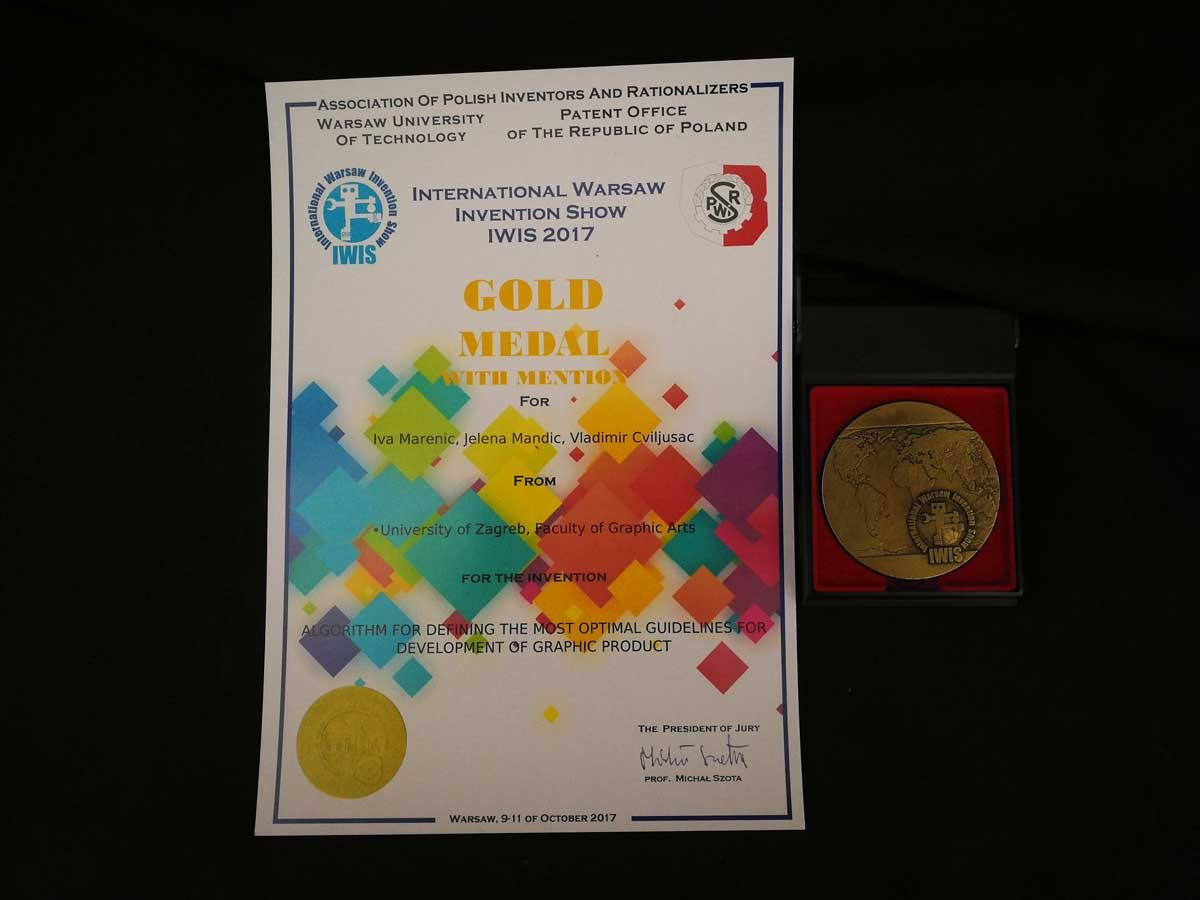 ASSOCIATION OF POLISH INVENTORS AND RATIONALIZERS
WARSAW UNIVERSITY
OF TECHNOLOGY
PATENT OFFICE
OF THE REPUBLIC OF POLAND
International Warsaw Invention Show
IWIS
INTERNATIONAL WARSAW
INVENTION SHOW
IWIS 2017
SPWiR
GOLD
MEDAL
WITH MENTION
FOR
Iva Marenic, Jelena Mandic, Vladimir Cviljusac
FROM
•University of Zagreb, Faculty of Graphic Arts
FOR THE INVENTION
ALGORITHM FOR DEFINING THE MOST OPTIMAL GUIDELINES FOR
DEVELOPMENT OF GRAPHIC PRODUCT
THE PRESIDENT OF JURY
PROF. MICHAŁ SZOTA
WARSAW, 9-11 OF OCTOBER 2017
International Warsaw Invention Show
IWIS